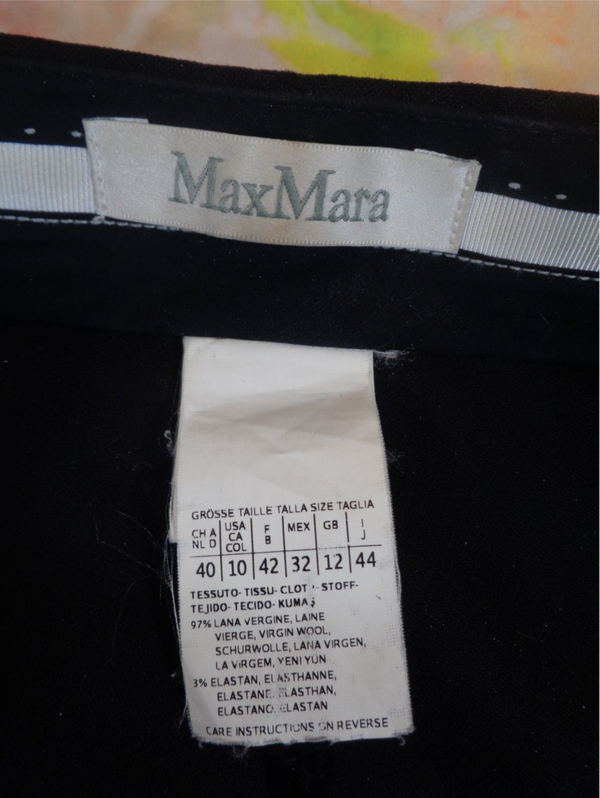 MaxMara
GRÖSSE TAILLE TALLA SIZE TAGLIA
CH A USA F MEX GB I
NL D CA B J
COL
40 10 42 32 12 44
TESSUTO- TISSU- CLOT - STOFF-
TEJIDO- TECIDO- KUMAŞ
97% LANA VERGINE, LAINE
VIERGE, VIRGIN WOOL,
SCHURWOLLE, LANA VIRGEN,
LA VIRGEM, YENI YÜN
3% ELASTAN, ELASTHANNE,
ELASTANE, ELASTHAN,
ELASTANO, ELASTAN
CARE INSTRUCTIONS ON REVERSE